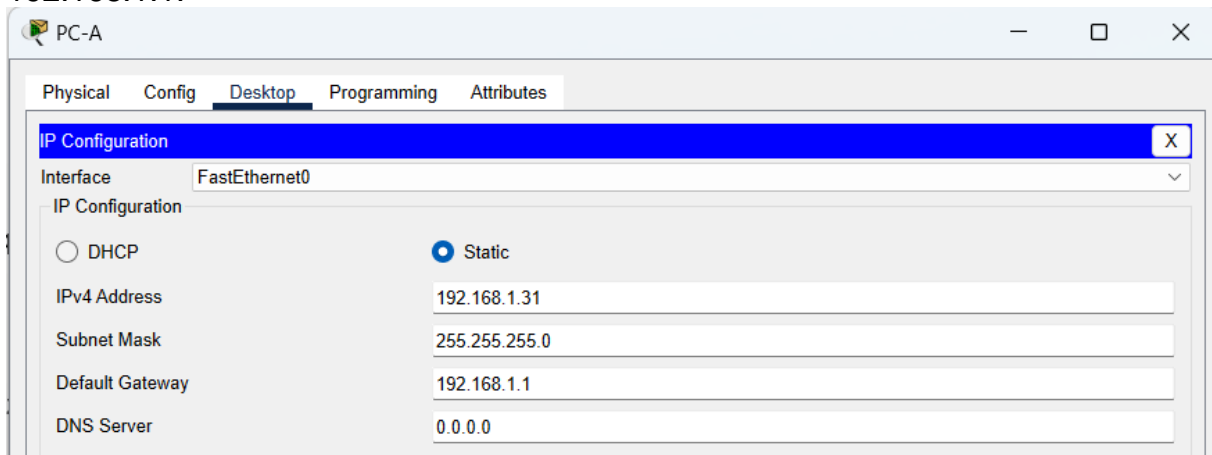 PC-A
Physical Config Desktop Programming Attributes
IP Configuration X
Interface FastEthernet0
IP Configuration
DHCP Static
IPv4 Address 192.168.1.31
Subnet Mask 255.255.255.0
Default Gateway 192.168.1.1
DNS Server 0.0.0.0